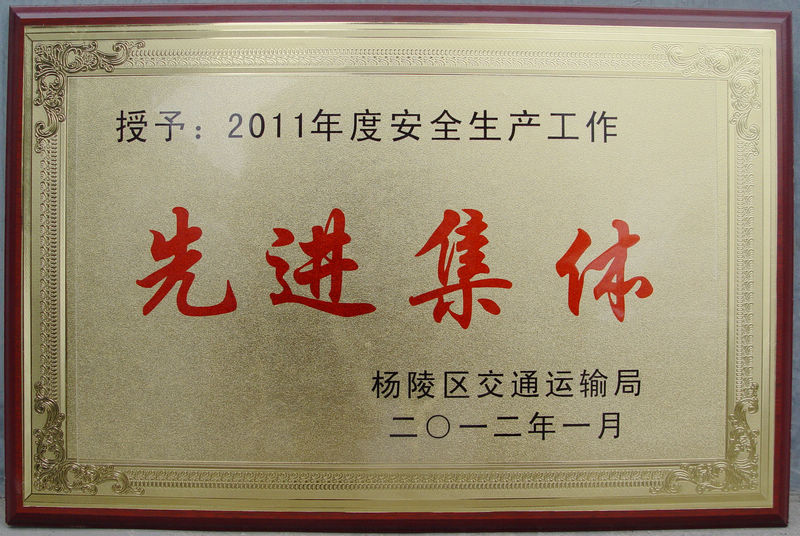 授予：2011年度安全生产工作
先进集体
杨陵区交通运输局
二〇一二年一月